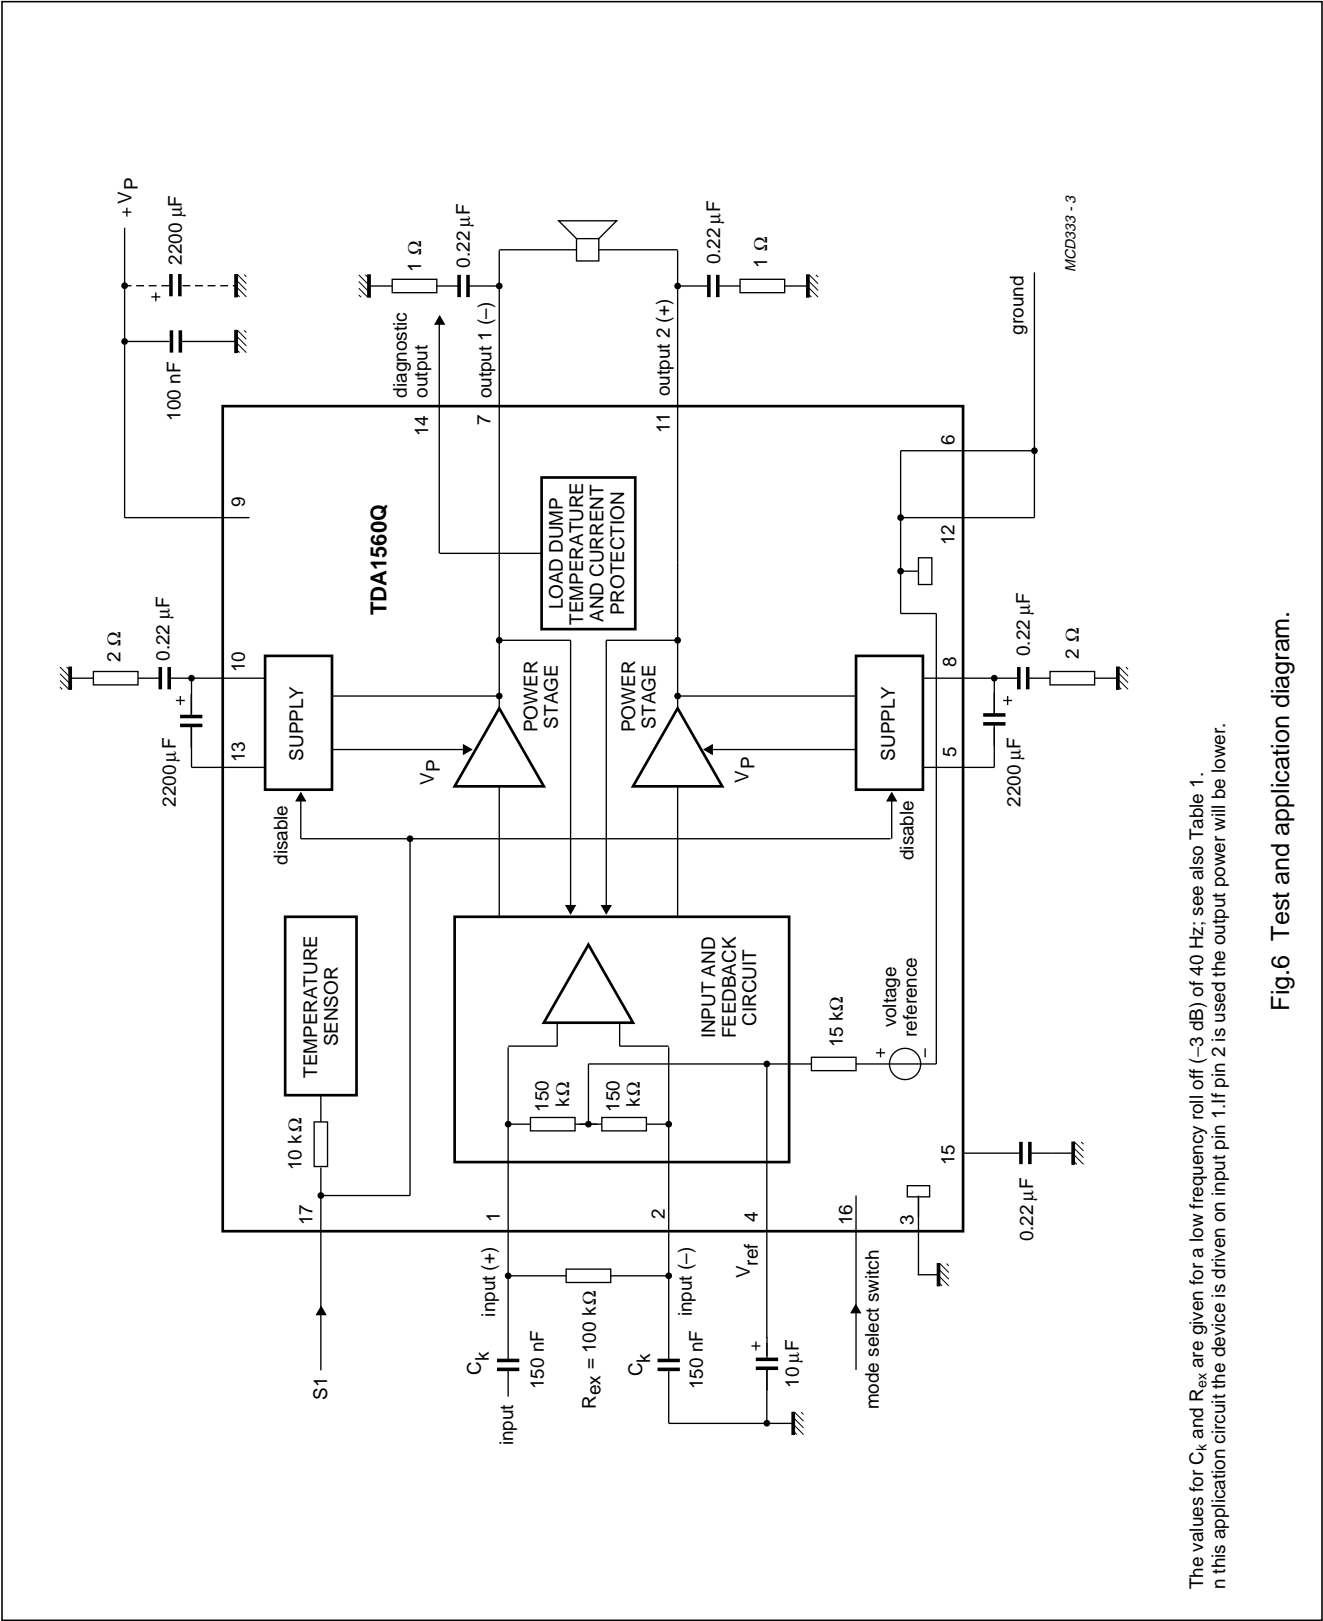 + VP
100 nF
+
2200 µF
2 Ω
0.22 µF
2200 µF
+
13
10
9
TDA1560Q
1 Ω
0.22 µF
diagnostic
output
14
output 1 (−)
7
output 2 (+)
11
0.22 µF
1 Ω
S1
17
10 kΩ
TEMPERATURE
SENSOR
disable
SUPPLY
VP
POWER
STAGE
LOAD DUMP
TEMPERATURE
AND CURRENT
PROTECTION
POWER
STAGE
VP
SUPPLY
disable
input
Ck
150 nF
input (+)
1
Rex = 100 kΩ
Ck
150 nF
input (−)
2
150
kΩ
150
kΩ
INPUT AND
FEEDBACK
CIRCUIT
Vref
4
+
10 µF
15 kΩ
+
voltage
reference
−
mode select switch
16
3
15
0.22 µF
5
8
2200 µF
+
0.22 µF
2 Ω
12
6
ground
MCD333 - 3
The values for Ck and Rex are given for a low frequency roll off (−3 dB) of 40 Hz; see also Table 1.
n this application circuit the device is driven on input pin 1.If pin 2 is used the output power will be lower.
Fig.6 Test and application diagram.